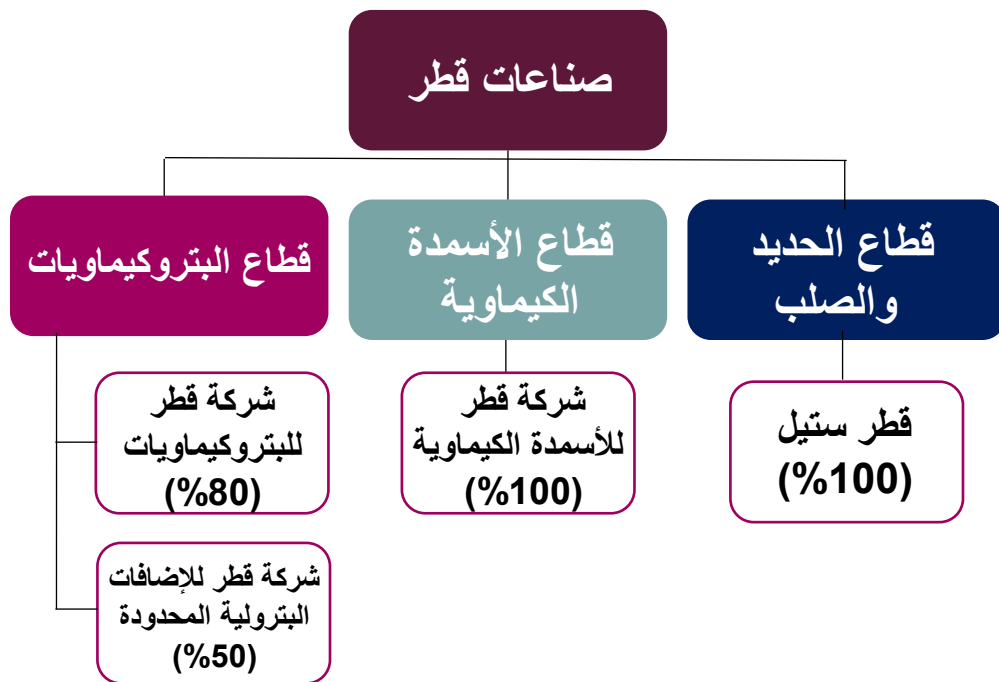 صناعات قطر
قطاع الحديد
والصلب
قطاع الأسمدة
الكيماوية
قطاع البتروكيماويات
قطر ستيل
(%100)
شركة قطر
للأسمدة الكيماوية
(%100)
شركة قطر
للبتروكيماويات
(%80)
شركة قطر للإضافات
البترولية المحدودة
(%50)